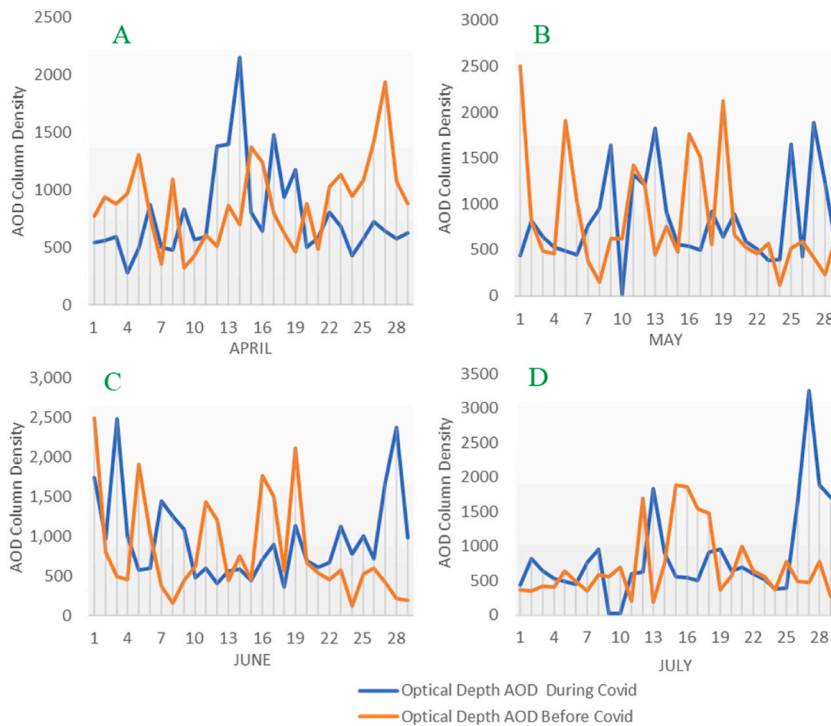 A
AOD Column Density
2500
2000
1500
1000
500
0
1 4 7 10 13 16 19 22 25 28
APRIL
B
AOD Column Density
3000
2500
2000
1500
1000
500
0
1 4 7 10 13 16 19 22 25 28
MAY
C
AOD Column Density
3,000
2,500
2,000
1,500
1,000
500
0
1 4 7 10 13 16 19 22 25 28
JUNE
D
AOD Column Density
3500
3000
2500
2000
1500
1000
500
0
1 4 7 10 13 16 19 22 25 28
JULY
Optical Depth AOD During Covid
Optical Depth AOD Before Covid